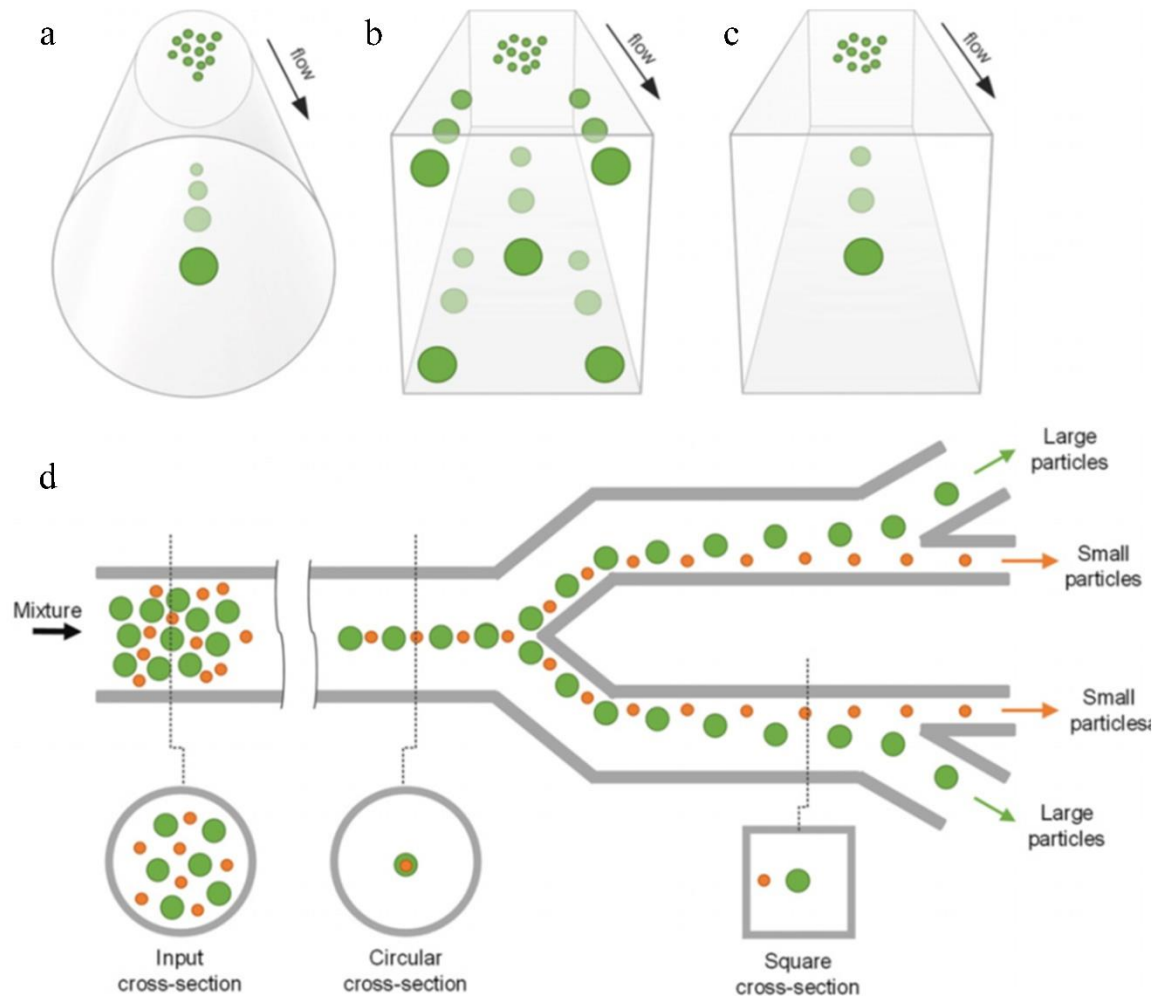 a
flow
b
flow
c
flow
d
Large
particles
Mixture
Small
particles
Small
particlesa
Large
particles
Input
cross-section
Circular
cross-section
Square
cross-section